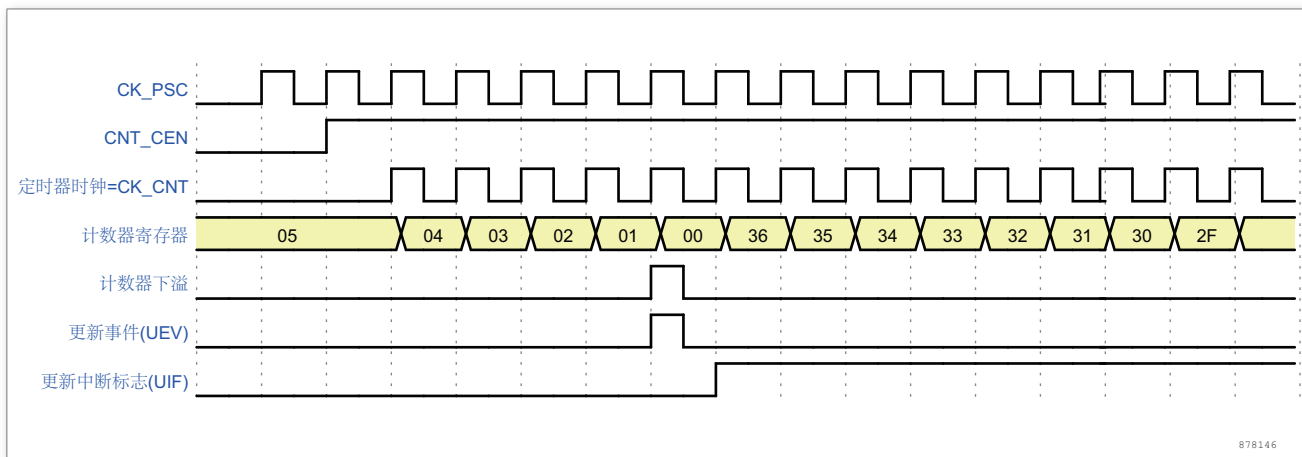 CK_PSC
CNT_CEN
定时器时钟=CK_CNT
计数器寄存器 05 04 03 02 01 00 36 35 34 33 32 31 30 2F
计数器下溢
更新事件(UEV)
更新中断标志(UIF)
878146